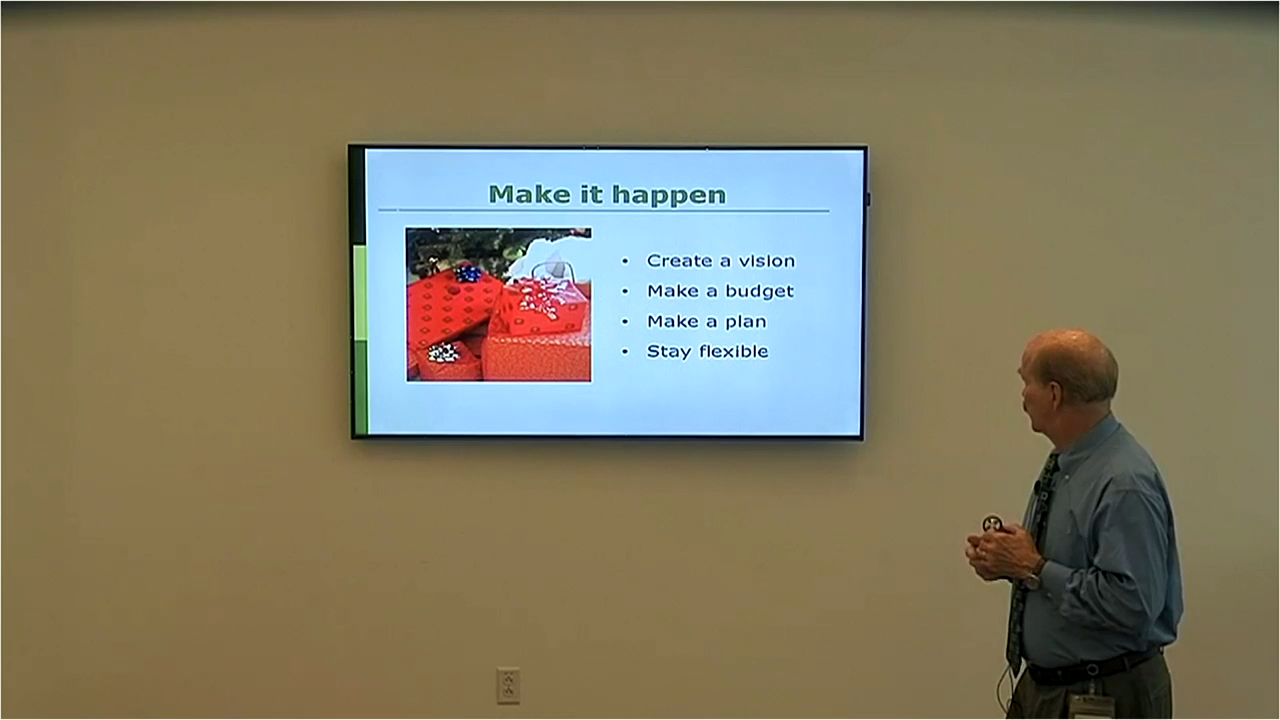 Make it happen
• Create a vision
• Make a budget
• Make a plan
• Stay flexible